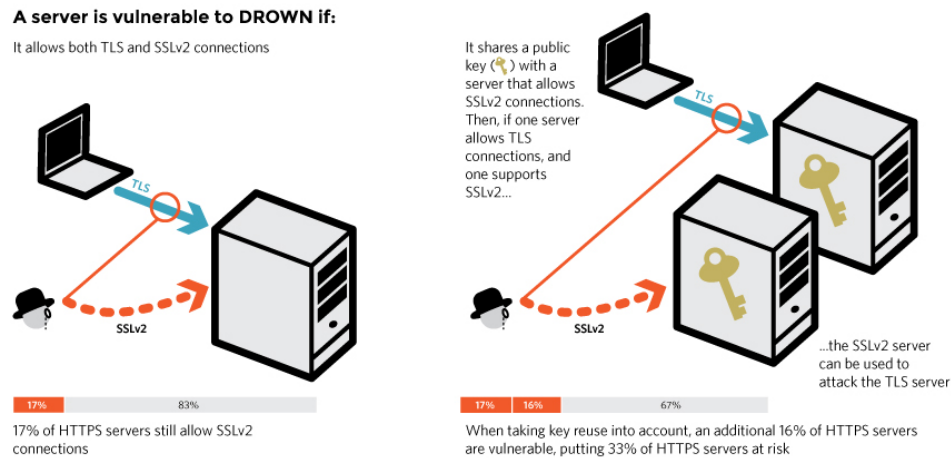 A server is vulnerable to DROWN if:
It allows both TLS and SSLv2 connections
TLS
SSLv2
17% 83%
17% of HTTPS servers still allow SSLv2
connections
It shares a public
key ( ) with a
server that allows
SSLv2 connections.
Then, if one server
allows TLS
connections, and
one supports
SSLv2...
TLS
SSLv2
...the SSLv2 server
can be used to
attack the TLS server
17% 16% 67%
When taking key reuse into account, an additional 16% of HTTPS servers
are vulnerable, putting 33% of HTTPS servers at risk